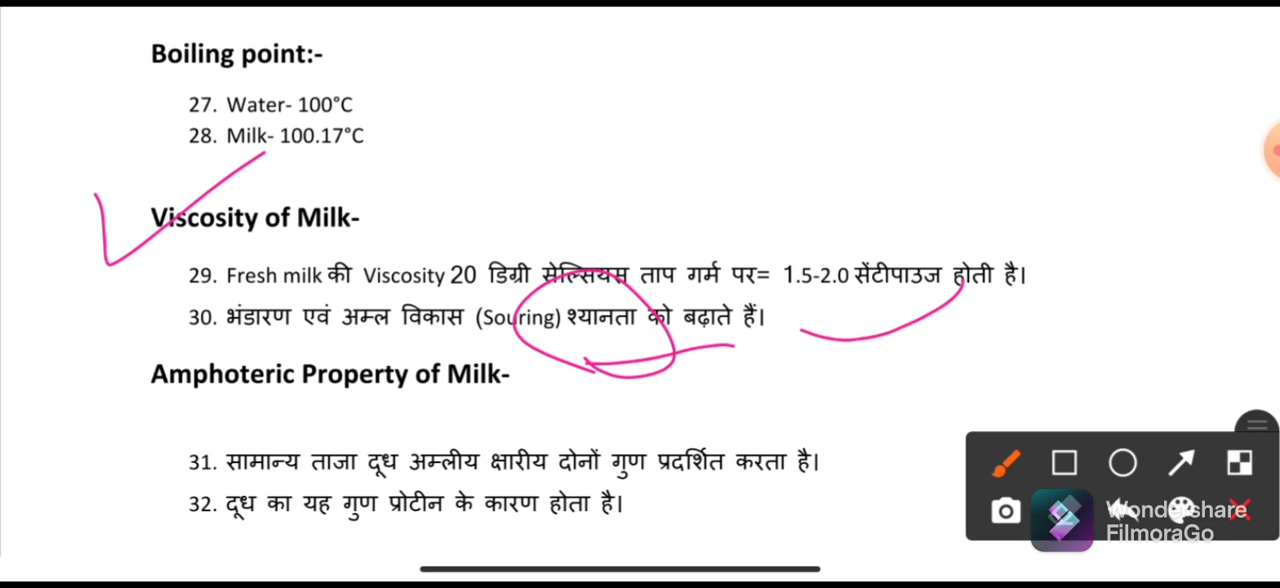 Boiling point:-
27. Water- 100°C
28. Milk- 100.17°C
Viscosity of Milk-
29. Fresh milk की Viscosity 20 डिग्री सेल्सियस ताप गर्म पर= 1.5-2.0 सेंटीपाउज होती है।
30. भंडारण एवं अम्ल विकास (Souring) श्यानता को बढ़ाते हैं।
Amphoteric Property of Milk-
31. सामान्य ताजा दूध अम्लीय क्षारीय दोनों गुण प्रदर्शित करता है।
32. दूध का यह गुण प्रोटीन के कारण होता है।
Wondershare
FilmoraGo